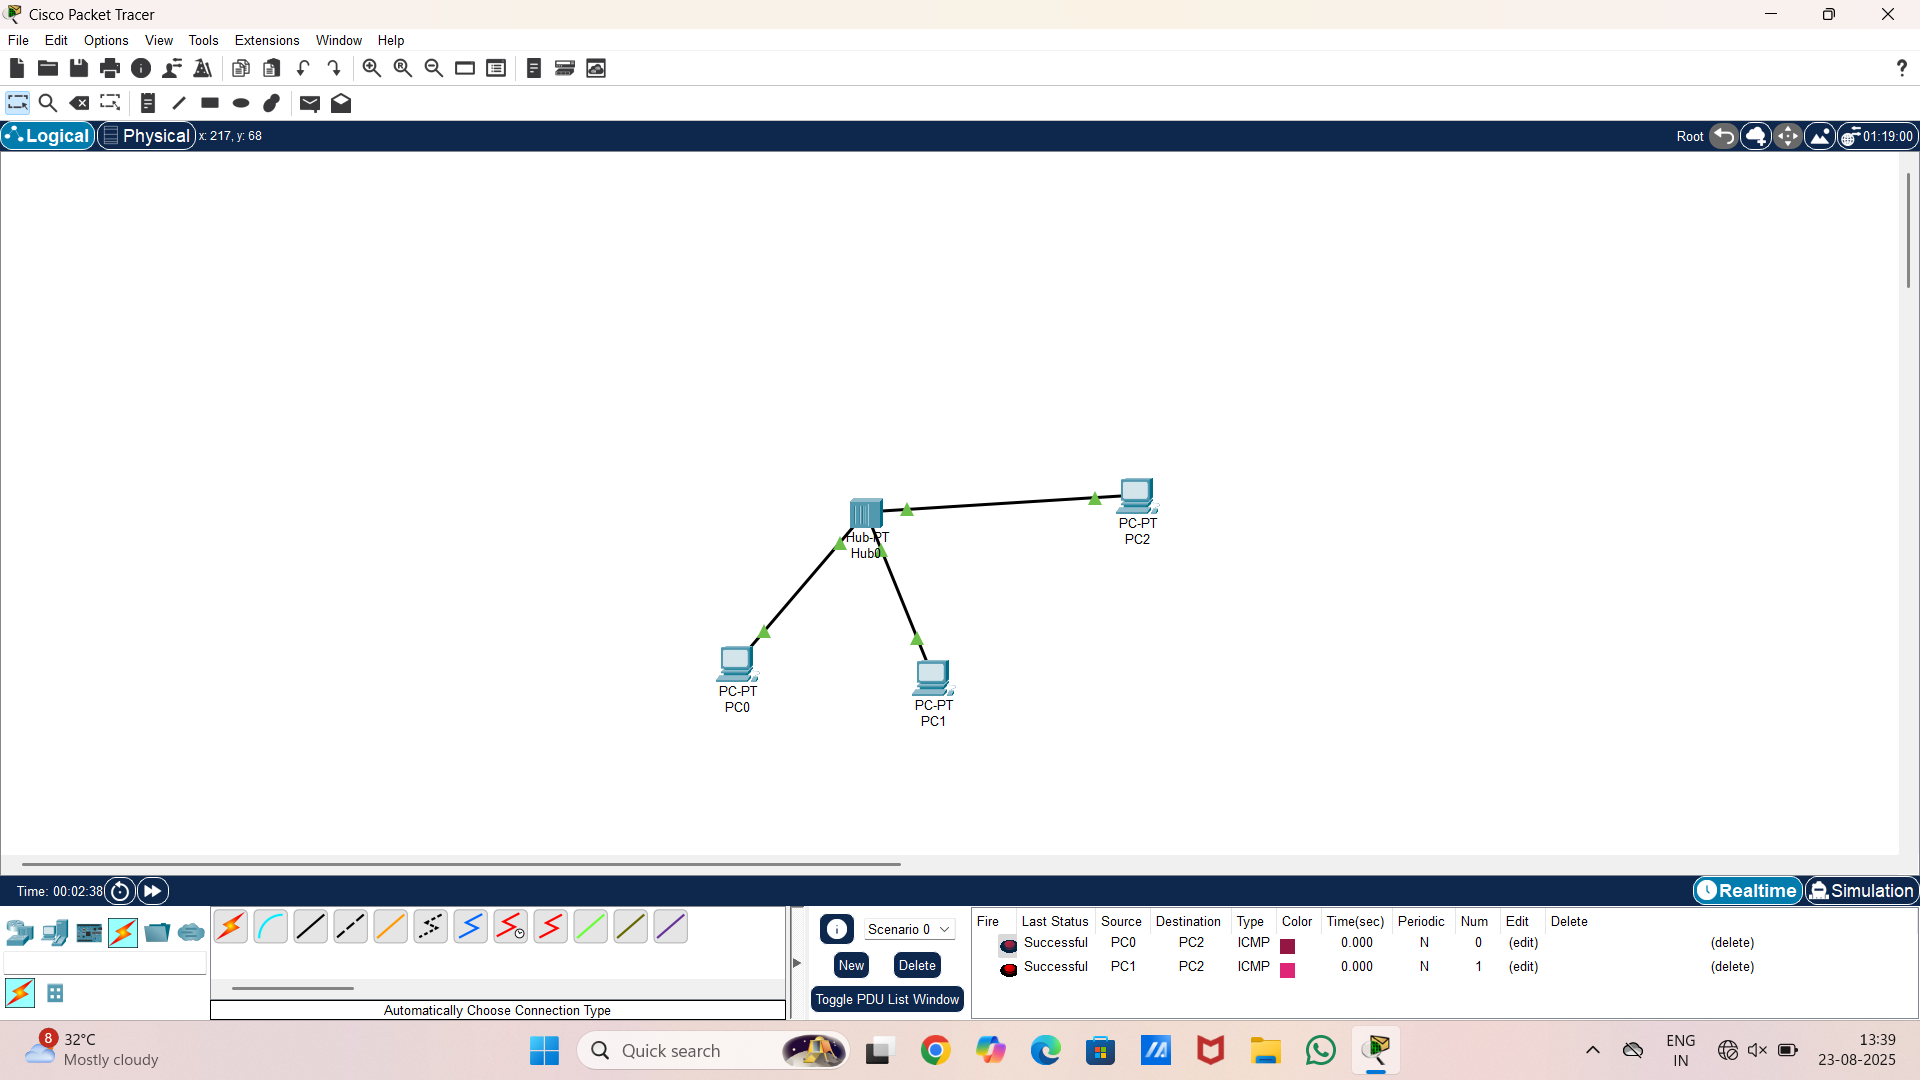 Cisco Packet Tracer
File Edit Options View Tools Extensions Window Help
?
Logical Physical x: 217, y: 68 Root 01:19:00
Hub-PT
Hub0
PC-PT
PC2
PC-PT
PC0
PC-PT
PC1
Time: 00:02:38 Realtime Simulation
Scenario 0
New Delete
Toggle PDU List Window
Automatically Choose Connection Type
Fire Last Status Source Destination Type Color Time(sec) Periodic Num Edit Delete
Successful PC0 PC2 ICMP 0.000 N 0 (edit) (delete)
Successful PC1 PC2 ICMP 0.000 N 1 (edit) (delete)
8
32°C
Mostly cloudy
Quick search
ENG
IN
13:39
23-08-2025